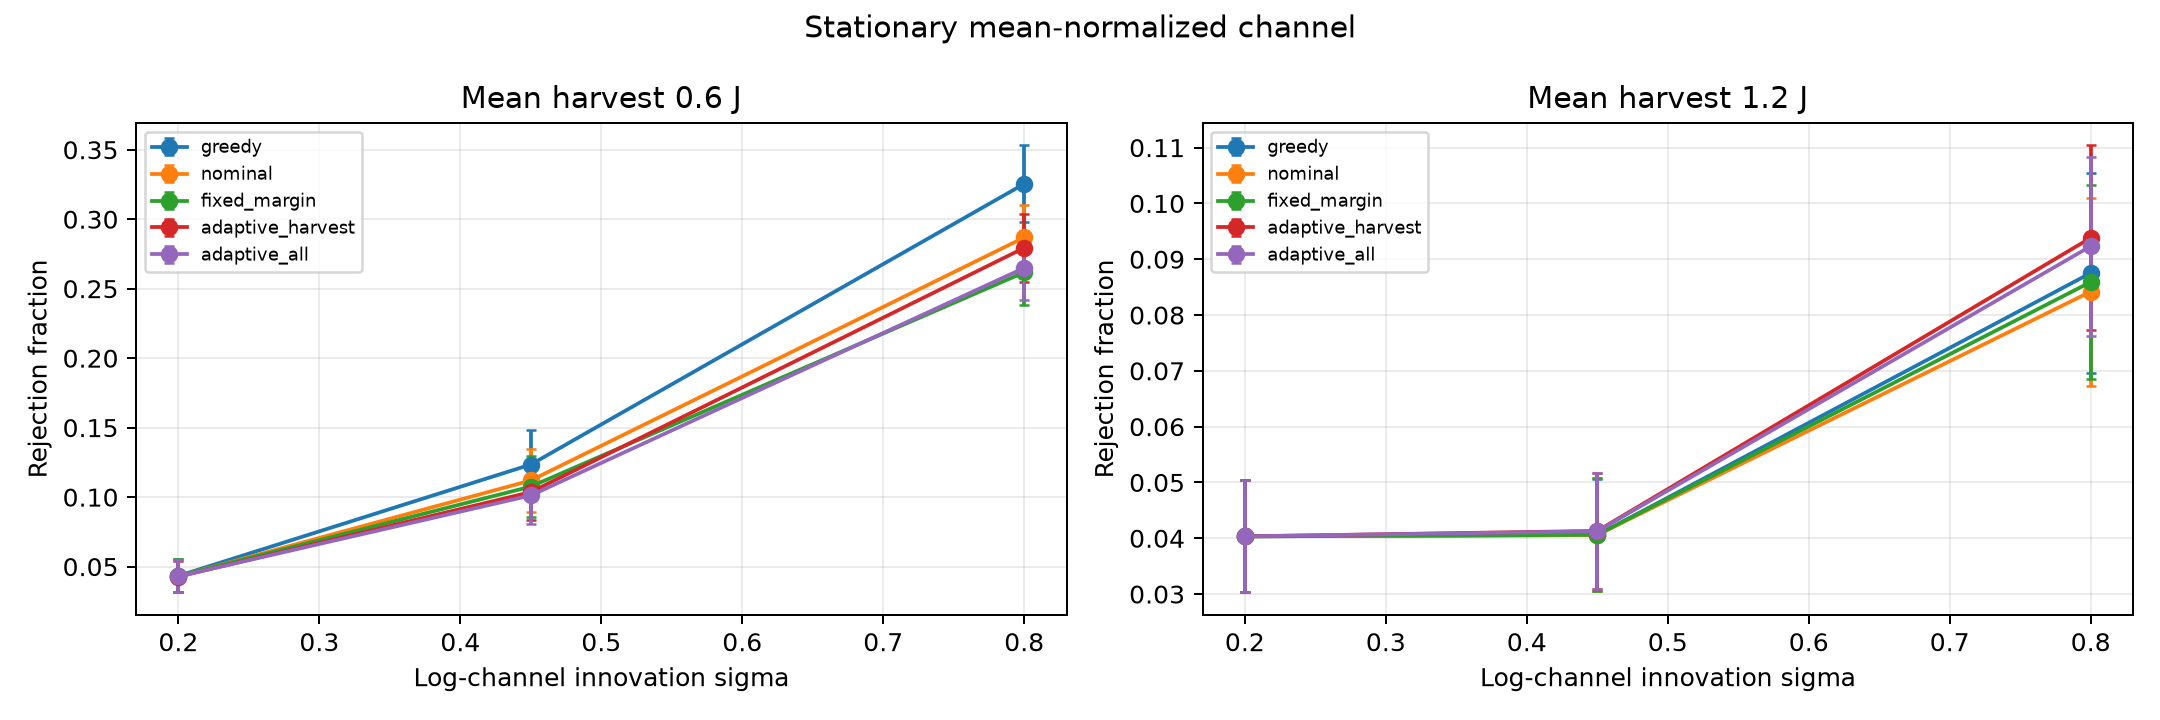 Stationary mean-normalized channel
Mean harvest 0.6 J
Rejection fraction
0.35
0.30
0.25
0.20
0.15
0.10
0.05
greedy
nominal
fixed_margin
adaptive_harvest
adaptive_all
0.2
0.3
0.4
0.5
0.6
0.7
0.8
Log-channel innovation sigma
Mean harvest 1.2 J
Rejection fraction
0.11
0.10
0.09
0.08
0.07
0.06
0.05
0.04
0.03
greedy
nominal
fixed_margin
adaptive_harvest
adaptive_all
0.2
0.3
0.4
0.5
0.6
0.7
0.8
Log-channel innovation sigma